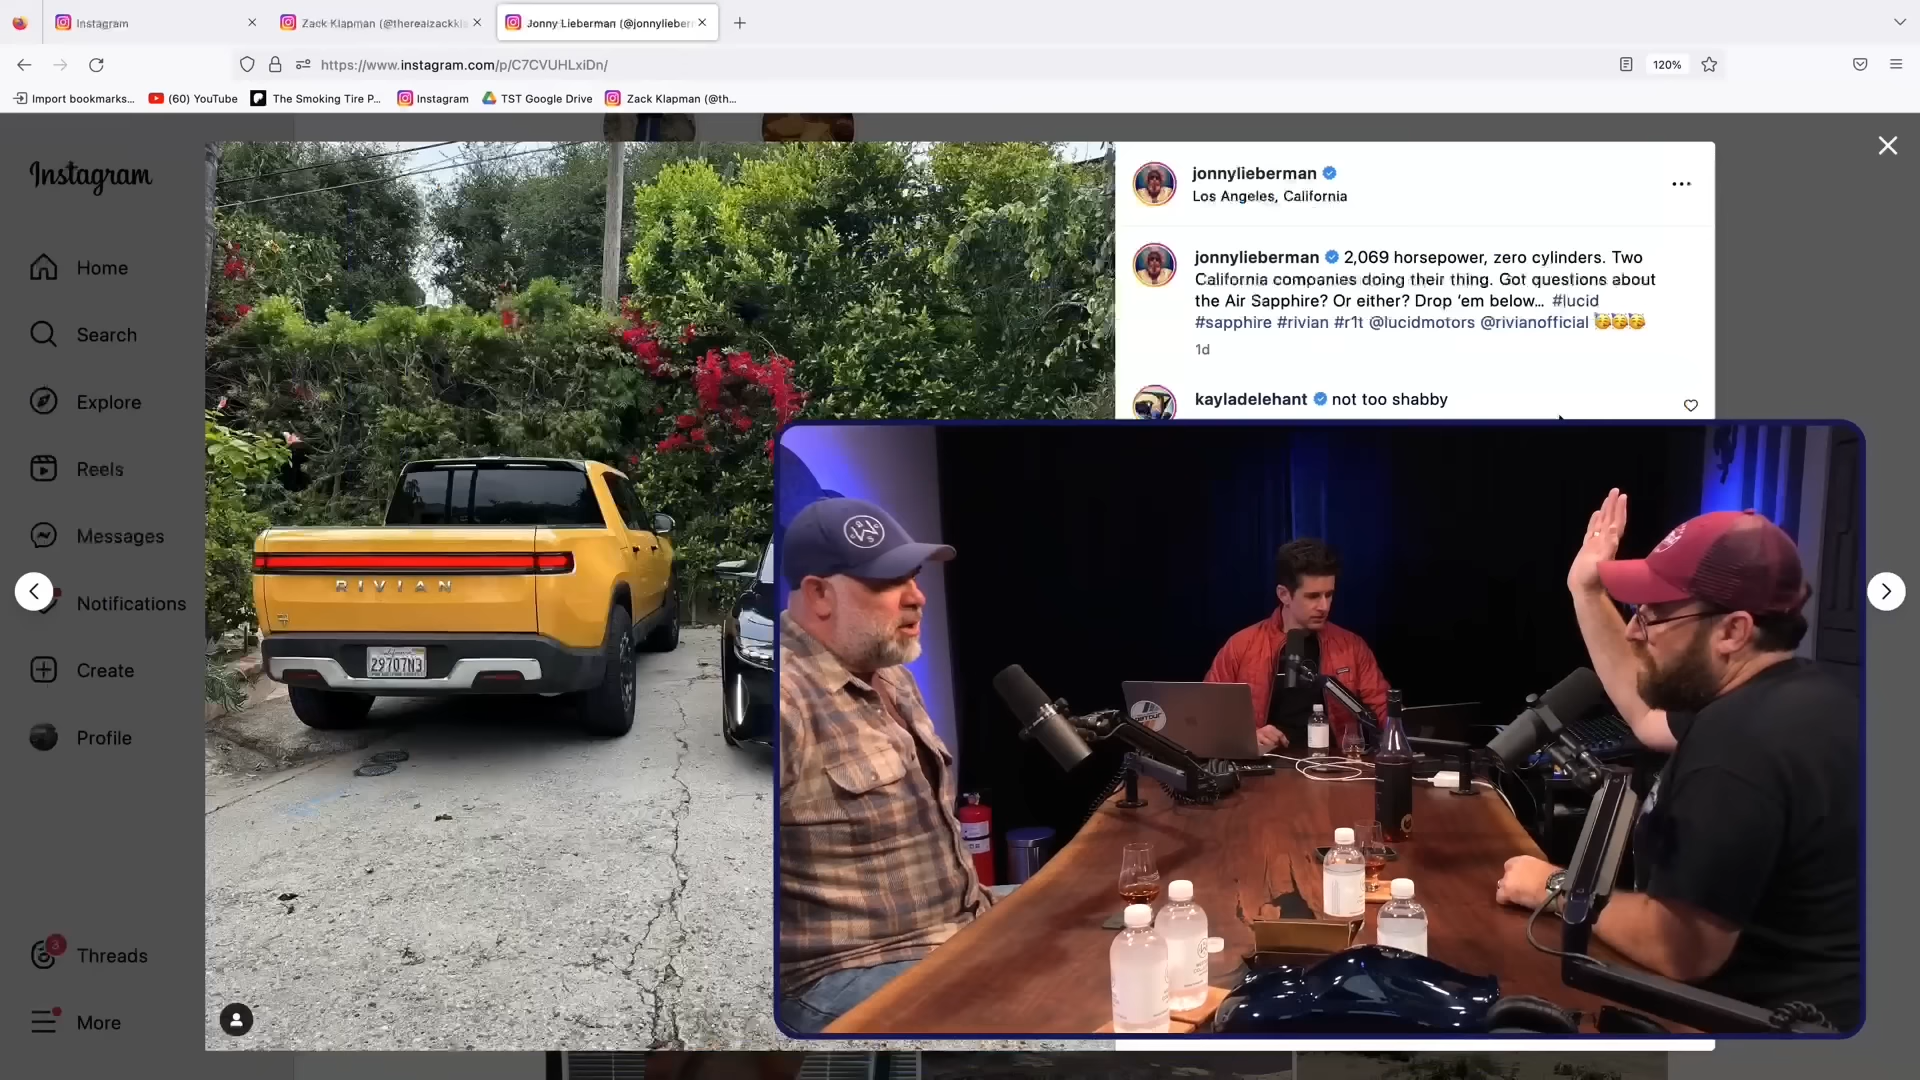 Instagram
Zack Klapman (@therealzackkl
Jonny Lieberman (@jonnylieber
https://www.instagram.com/p/C7CVUHLxiDn/
120%
Import bookmarks...
(60) YouTube
The Smoking Tire P...
Instagram
TST Google Drive
Zack Klapman (@th...
Instagram
Home
Search
Explore
Reels
Messages
Notifications
Create
Profile
3
Threads
More
RIVIAN
29707N3
jonnylieberman
Los Angeles, California
jonnylieberman 2,069 horsepower, zero cylinders. Two
California companies doing their thing. Got questions about
the Air Sapphire? Or either? Drop ‘em below... #lucid
#sapphire #rivian #r1t @lucidmotors @rivianofficial 🥳🥳🥳
1d
kayladelehant not too shabby